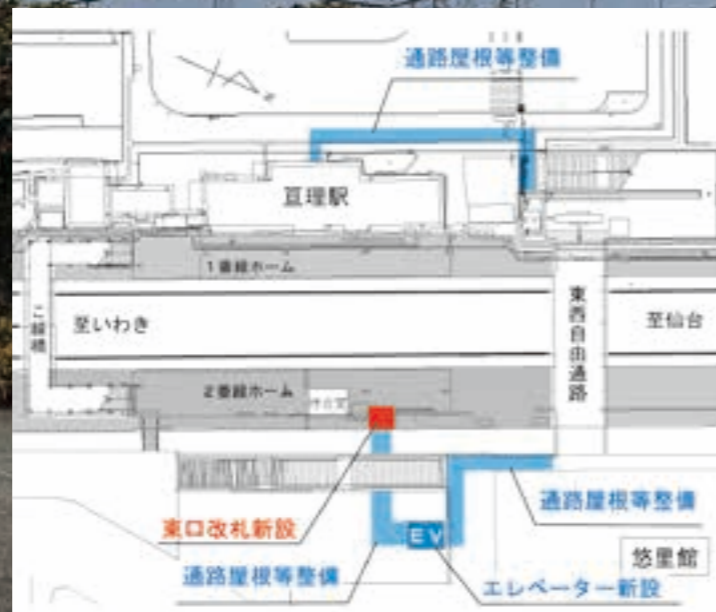 通路屋根等整備
亘理駅
1番線ホーム
こ線橋
至いわき
東西自由通路
至仙台
2番線ホーム
待合室
東口改札新設
EV
通路屋根等整備
通路屋根等整備
エレベーター新設
悠里館